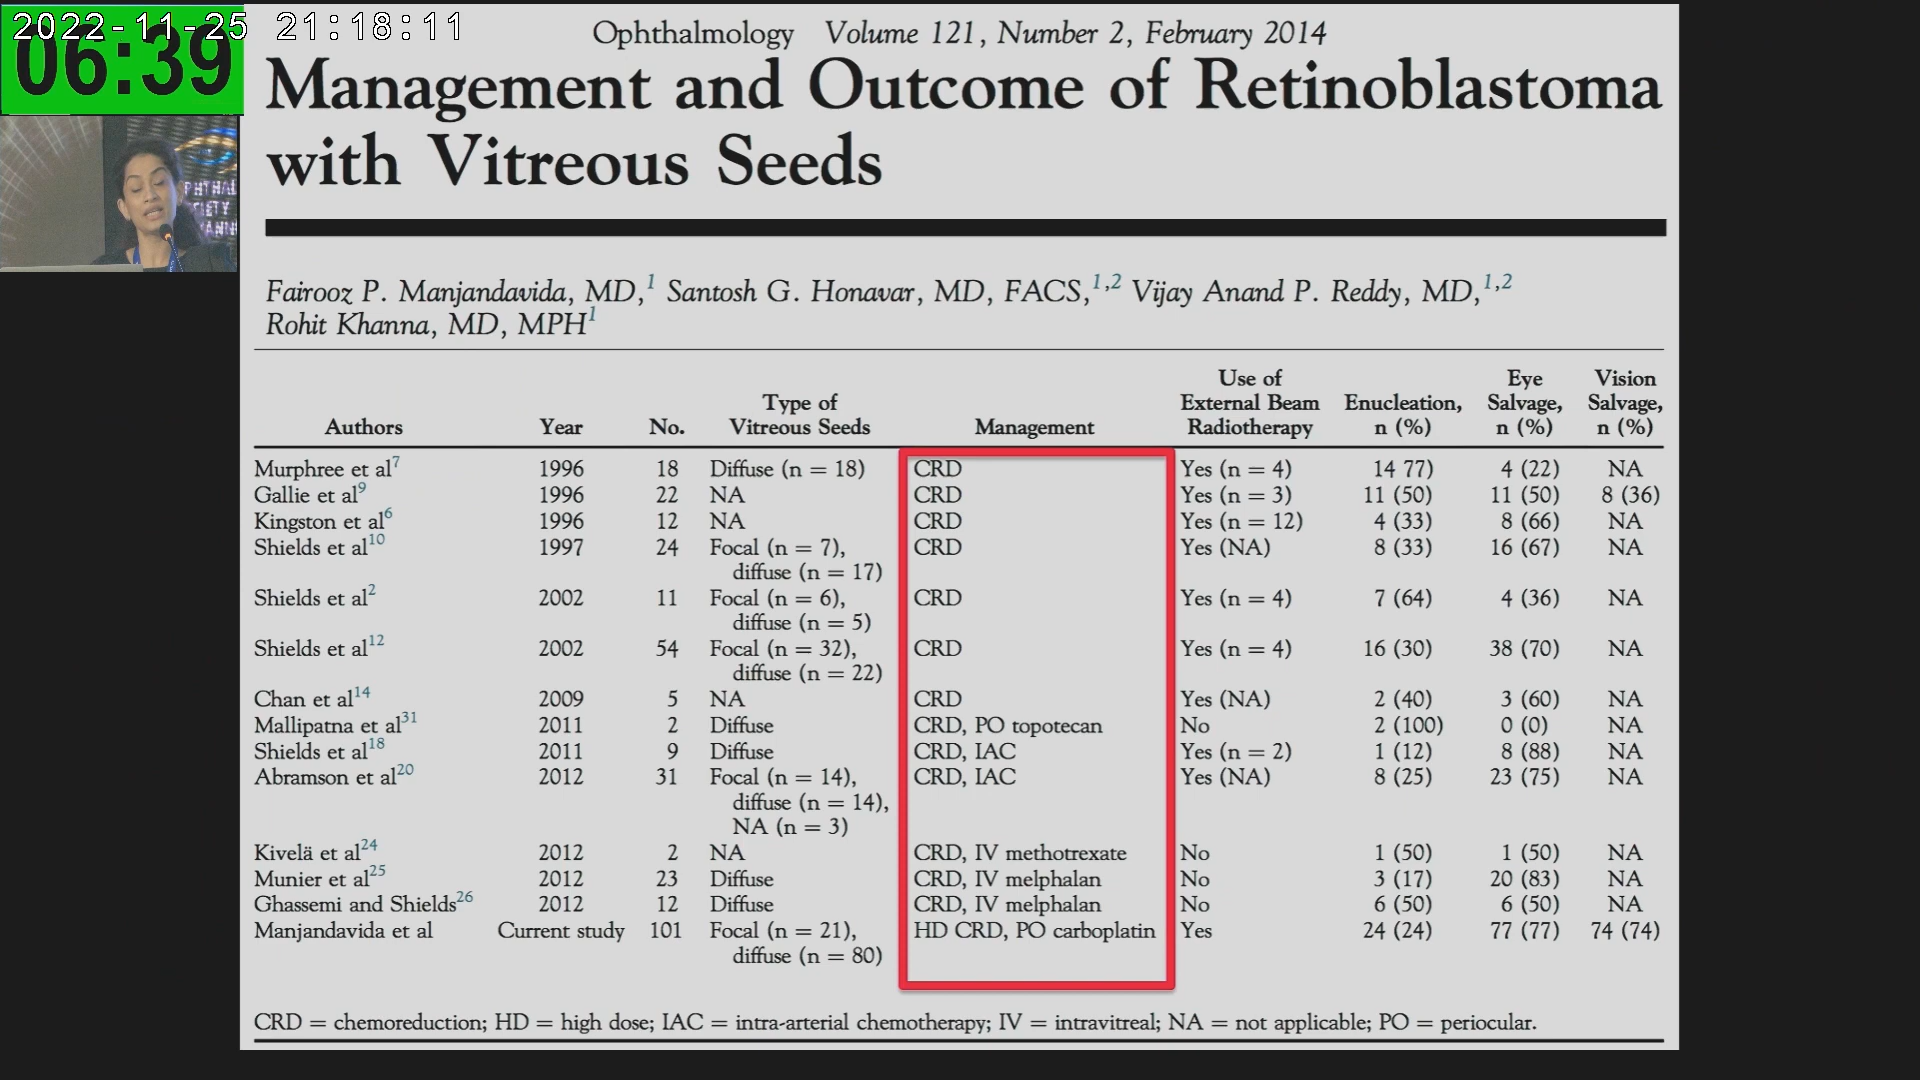 2022-11-25 21:18:11
06:39
PHTHAL
IETY
Ophthalmology Volume 121, Number 2, February 2014
Management and Outcome of Retinoblastoma
with Vitreous Seeds
Fairooz P. Manjandavida, MD,1 Santosh G. Honavar, MD, FACS,1,2 Vijay Anand P. Reddy, MD,1,2
Rohit Khanna, MD, MPH1
Authors Year No. Type of Vitreous Seeds Management Use of External Beam Radiotherapy Enucleation, n (%) Eye Salvage, n (%) Vision Salvage, n (%)
Murphree et al7 1996 18 Diffuse (n = 18) CRD Yes (n = 4) 14 77) 4 (22) NA
Gallie et al9 1996 22 NA CRD Yes (n = 3) 11 (50) 11 (50) 8 (36)
Kingston et al6 1996 12 NA CRD Yes (n = 12) 4 (33) 8 (66) NA
Shields et al10 1997 24 Focal (n = 7), CRD Yes (NA) 8 (33) 16 (67) NA
diffuse (n = 17)
Shields et al2 2002 11 Focal (n = 6), CRD Yes (n = 4) 7 (64) 4 (36) NA
diffuse (n = 5)
Shields et al12 2002 54 Focal (n = 32), CRD Yes (n = 4) 16 (30) 38 (70) NA
diffuse (n = 22)
Chan et al14 2009 5 NA CRD Yes (NA) 2 (40) 3 (60) NA
Mallipatna et al31 2011 2 Diffuse CRD, PO topotecan No 2 (100) 0 (0) NA
Shields et al18 2011 9 Diffuse CRD, IAC Yes (n = 2) 1 (12) 8 (88) NA
Abramson et al20 2012 31 Focal (n = 14), CRD, IAC Yes (NA) 8 (25) 23 (75) NA
diffuse (n = 14),
NA (n = 3)
Kivelä et al24 2012 2 NA CRD, IV methotrexate No 1 (50) 1 (50) NA
Munier et al25 2012 23 Diffuse CRD, IV melphalan No 3 (17) 20 (83) NA
Ghassemi and Shields26 2012 12 Diffuse CRD, IV melphalan No 6 (50) 6 (50) NA
Manjandavida et al Current study 101 Focal (n = 21), HD CRD, PO carboplatin Yes 24 (24) 77 (77) 74 (74)
diffuse (n = 80)
CRD = chemoreduction; HD = high dose; IAC = intra-arterial chemotherapy; IV = intravitreal; NA = not applicable; PO = periocular.